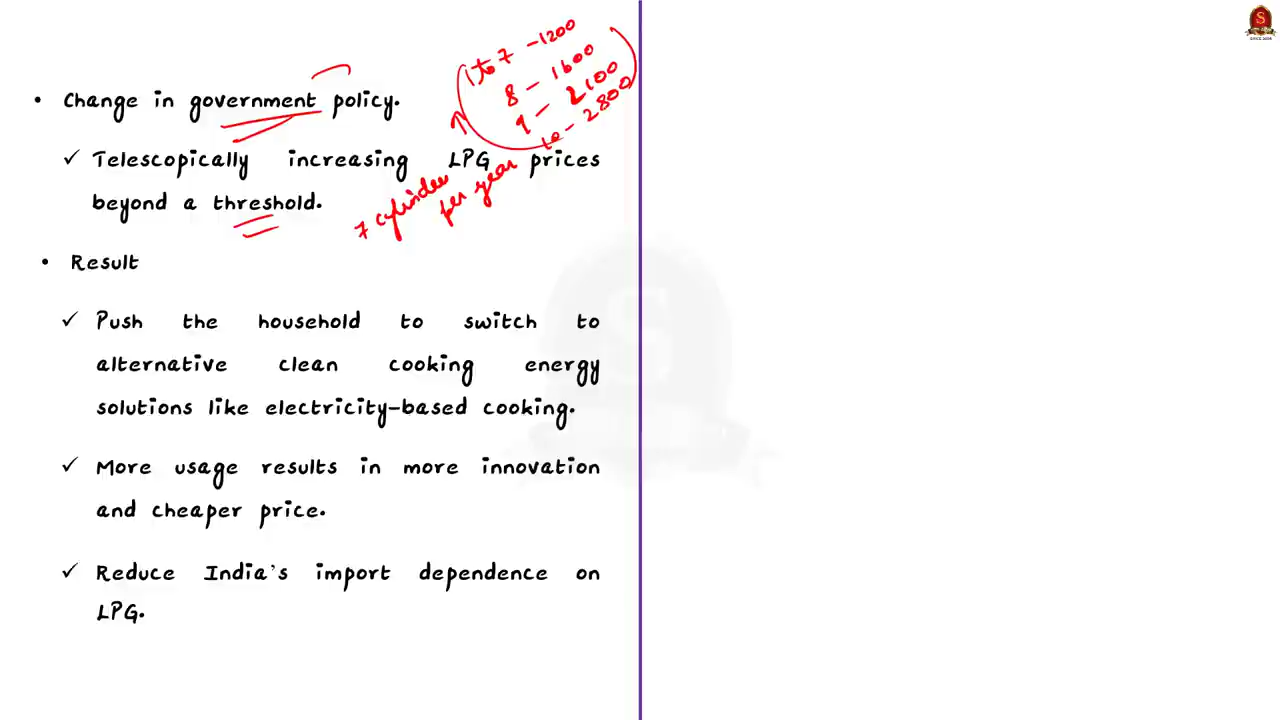 1 to 7 - 1200
8 - 1600
9 - 2100
10 - 2800
• Change in government policy.
✓ Telescopically increasing LPG prices
beyond a threshold.
7 cylinder
per year
• Result
✓ Push the household to switch to
alternative clean cooking energy
solutions like electricity-based cooking.
✓ More usage results in more innovation
and cheaper price.
✓ Reduce India's import dependence on
LPG.
S
S